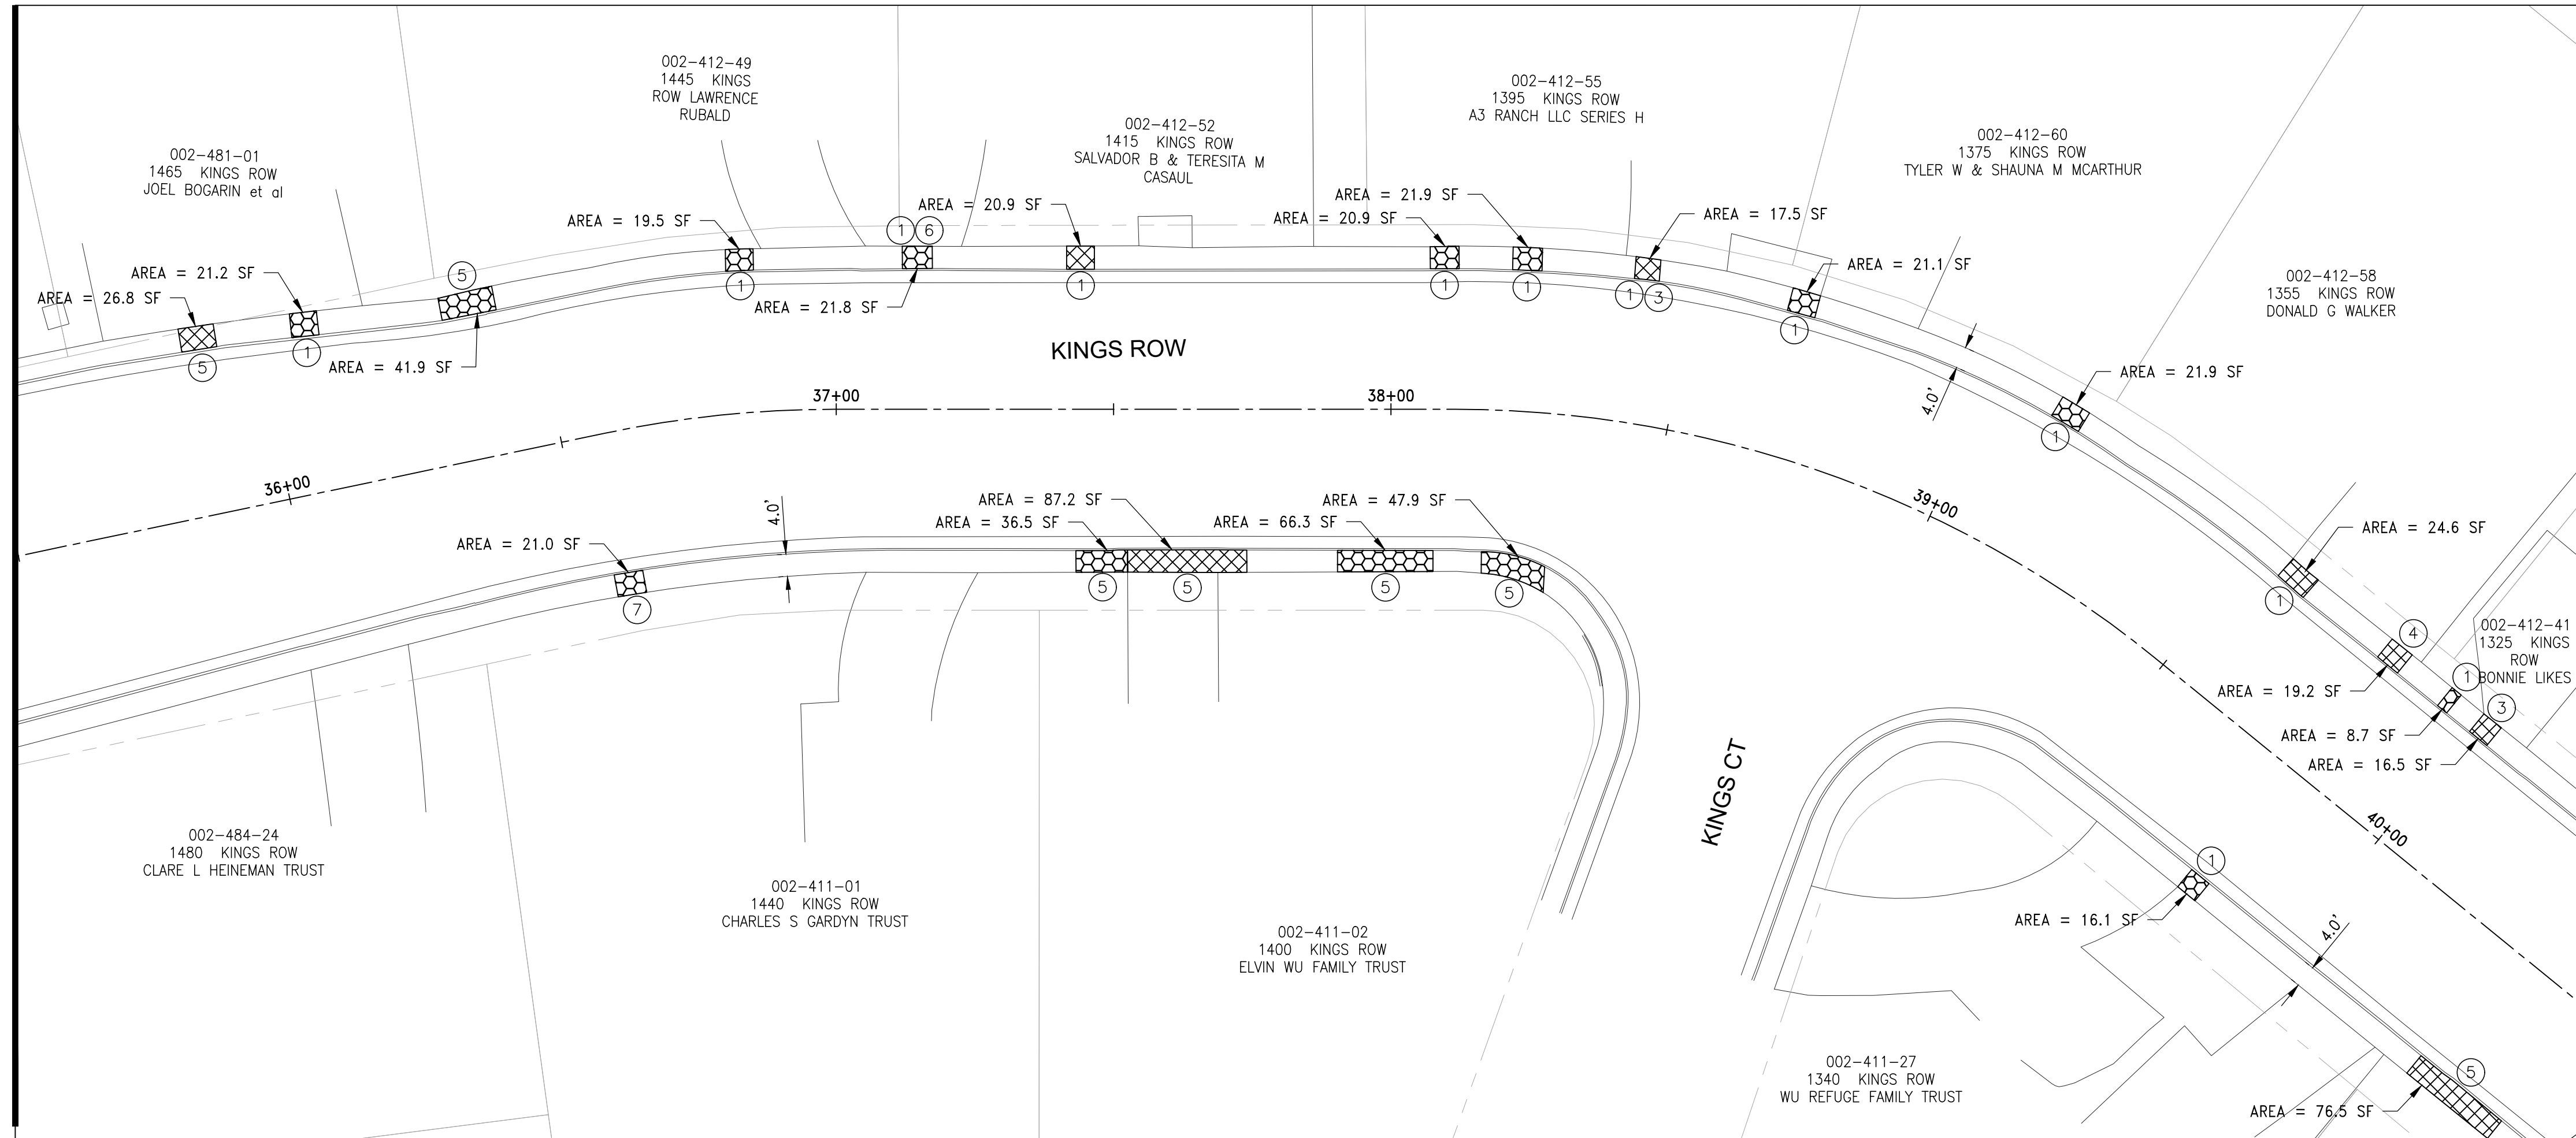 002-481-01
1465 KINGS ROW
JOEL BOGARIN et al
002-412-49
1445 KINGS
ROW LAWRENCE
RUBALD
002-412-52
1415 KINGS ROW
SALVADOR B & TERESITA M
CASAUL
002-412-55
1395 KINGS ROW
A3 RANCH LLC SERIES H
002-412-60
1375 KINGS ROW
TYLER W & SHAUNA M MCARTHUR
002-412-58
1355 KINGS ROW
DONALD G WALKER
002-412-41
1325 KINGS
ROW
BONNIE LIKES
AREA = 26.8 SF
5
AREA = 21.2 SF
1
5
AREA = 41.9 SF
AREA = 19.5 SF
1
1 6
AREA = 21.8 SF
AREA = 20.9 SF
1
AREA = 20.9 SF
1
AREA = 21.9 SF
1
AREA = 17.5 SF
1 3
AREA = 21.1 SF
1
4.0'
AREA = 21.9 SF
1
AREA = 24.6 SF
1
4
AREA = 19.2 SF
1
AREA = 8.7 SF
3
AREA = 16.5 SF
KINGS ROW
36+00
37+00
38+00
39+00
40+00
AREA = 21.0 SF
7
4.0'
AREA = 87.2 SF
AREA = 36.5 SF
5
5
AREA = 66.3 SF
5
AREA = 47.9 SF
5
KINGS CT
1
AREA = 16.1 SF
4.0'
5
AREA = 76.5 SF
002-484-24
1480 KINGS ROW
CLARE L HEINEMAN TRUST
002-411-01
1440 KINGS ROW
CHARLES S GARDYN TRUST
002-411-02
1400 KINGS ROW
ELVIN WU FAMILY TRUST
002-411-27
1340 KINGS ROW
WU REFUGE FAMILY TRUST